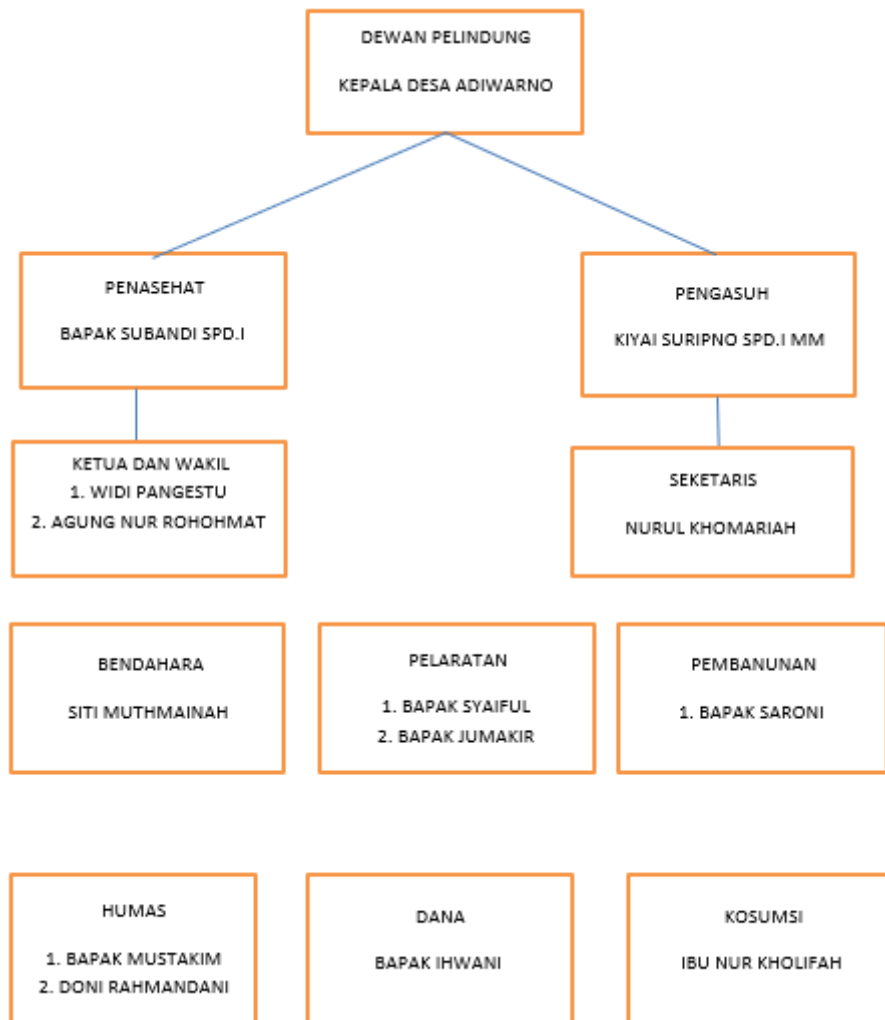 DEWAN PELINDUNG
KEPALA DESA ADIWARNO
PENASEHAT
BAPAK SUBANDI SPD.I
PENGASUH
KIYAI SURIPNO SPD.I MM
KETUA DAN WAKIL
1. WIDI PANGESTU
2. AGUNG NUR ROHOHMAT
SEKETARIS
NURUL KHOMARIAH
BENDAHARA
SITI MUTHMAINAH
PELARATAN
1. BAPAK SYAIFUL
2. BAPAK JUMAKIR
PEMBANUNAN
1. BAPAK SARONI
HUMAS
1. BAPAK MUSTAKIM
2. DONI RAHMANDANI
DANA
BAPAK IHWANI
KOSUMSI
IBU NUR KHOLIFAH